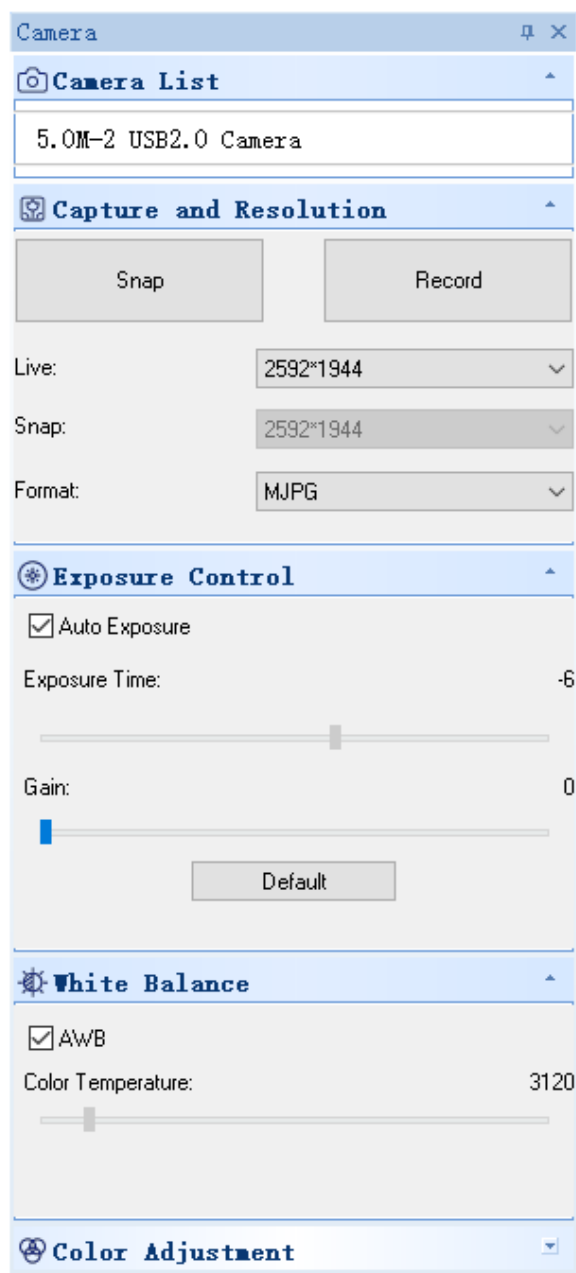 Camera
Camera List
5.0M-2 USB2.0 Camera
Capture and Resolution
Snap Record
Live: 2592*1944
Snap: 2592*1944
Format: MJPG
Exposure Control
Auto Exposure
Exposure Time: -6
Gain: 0
Default
White Balance
AWB
Color Temperature: 3120
Color Adjustment